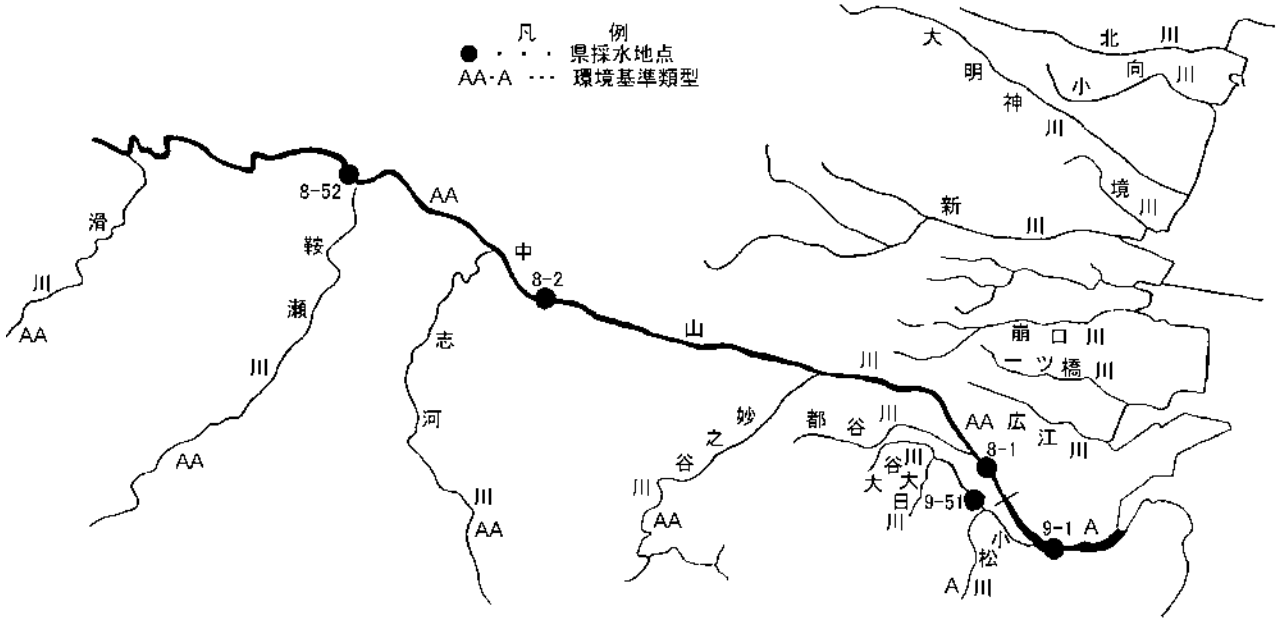 凡例
●・・・県採水地点
AA・A ・・・ 環境基準類型
北川
小向川
大明神川
境川
新川
崩口川
一ツ橋川
広江川
中山川
AA
8-52
8-2
AA
8-1
9-1
A
滑川
AA
鞍瀬川
AA
志河川
AA
妙之谷川
AA
都谷川
大谷川
大日川
9-51
小松川
A